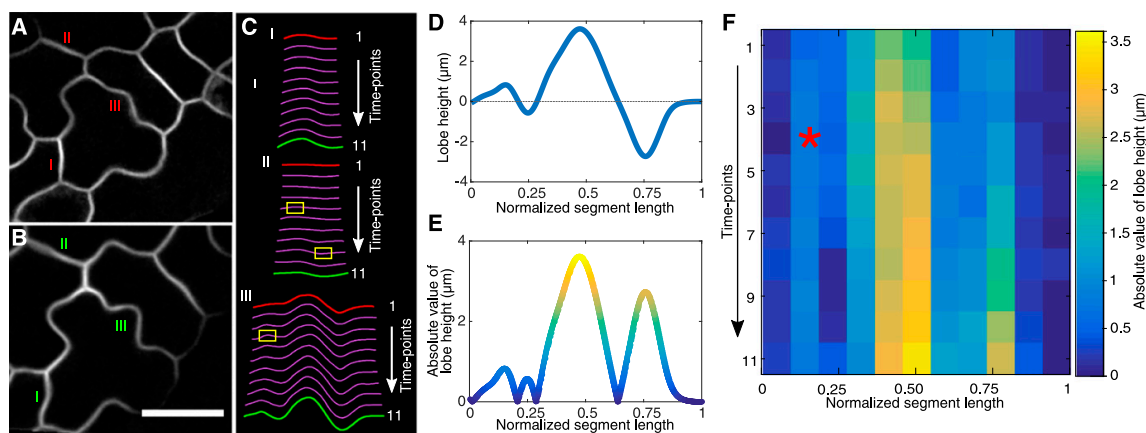 A
II
III
I
B
II
III
I
C
I
1
I
Time-points
11
II
1
Time-points
11
III
1
Time-points
11
D
Lobe height (μm)
4
2
0
-2
-4
0
0.25
0.5
0.75
1
Normalized segment length
E
Absolute value of
lobe height (μm)
4
2
0
0
0.25
0.5
0.75
1
Normalized segment length
F
Time-points
1
3
5
7
9
11
*
0
0.25
0.50
0.75
1
Normalized segment length
3.5
3
2.5
2
1.5
1
0.5
0
Absolute value of lobe height (μm)